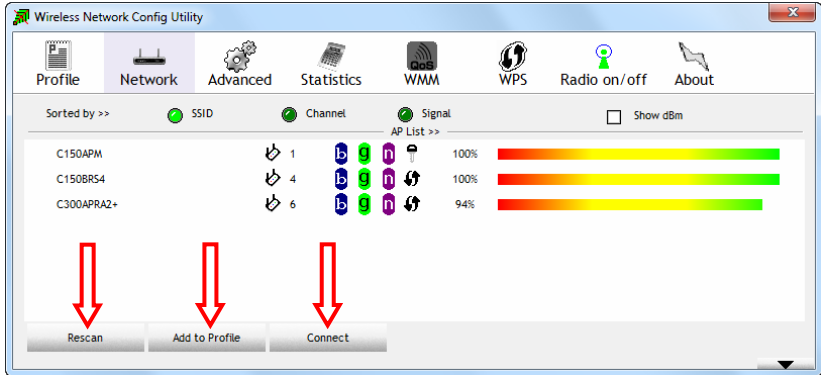 Wireless Network Config Utility
Profile Network Advanced Statistics QoS WMM WPS Radio on/off About
Sorted by >> SSID Channel Signal Show dBm
AP List >>
C150APM 1 b g n 100%
C150BRS4 4 b g n 100%
C300APRA2+ 6 b g n 94%
Rescan Add to Profile Connect